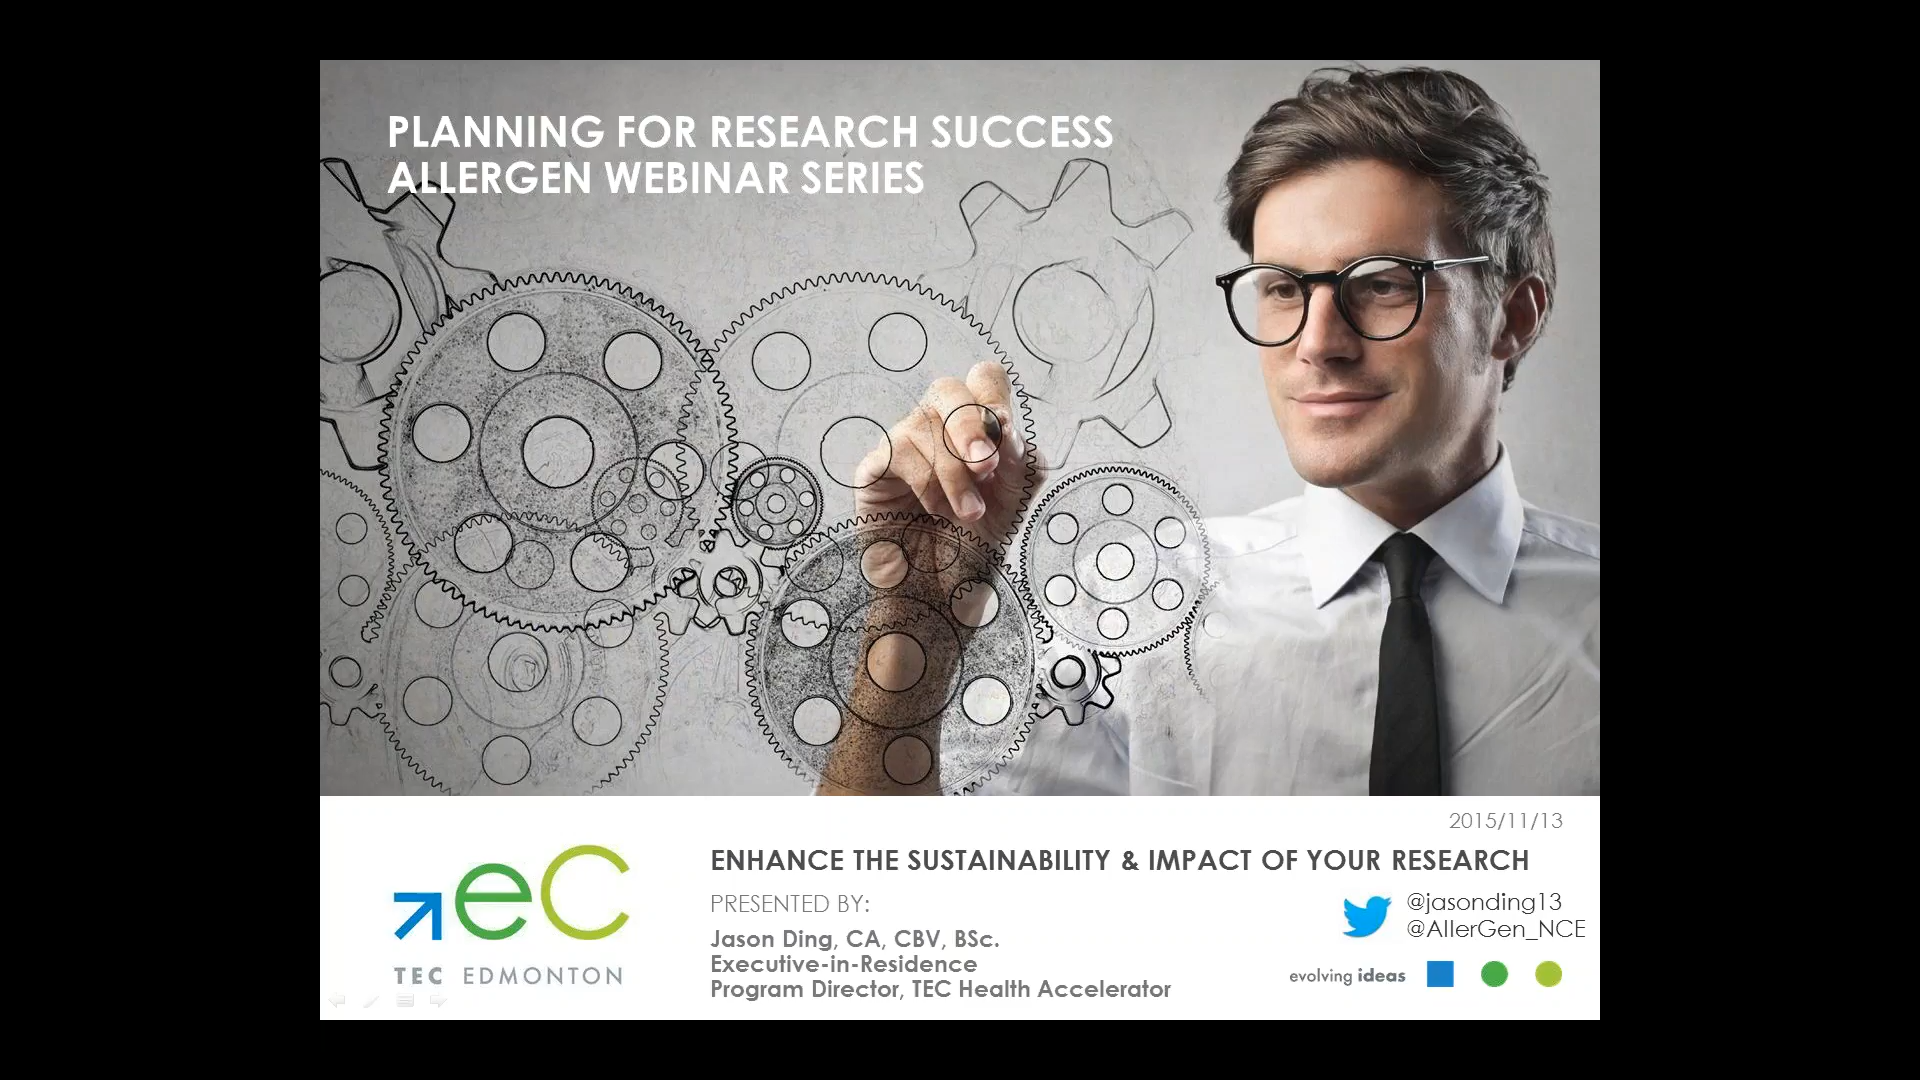 PLANNING FOR RESEARCH SUCCESS
ALLERGEN WEBINAR SERIES
2015/11/13
ENHANCE THE SUSTAINABILITY & IMPACT OF YOUR RESEARCH
PRESENTED BY:
Jason Ding, CA, CBV, BSc.
Executive-in-Residence
Program Director, TEC Health Accelerator
@jasonding13
@AllerGen_NCE
evolving ideas
eC
TEC EDMONTON